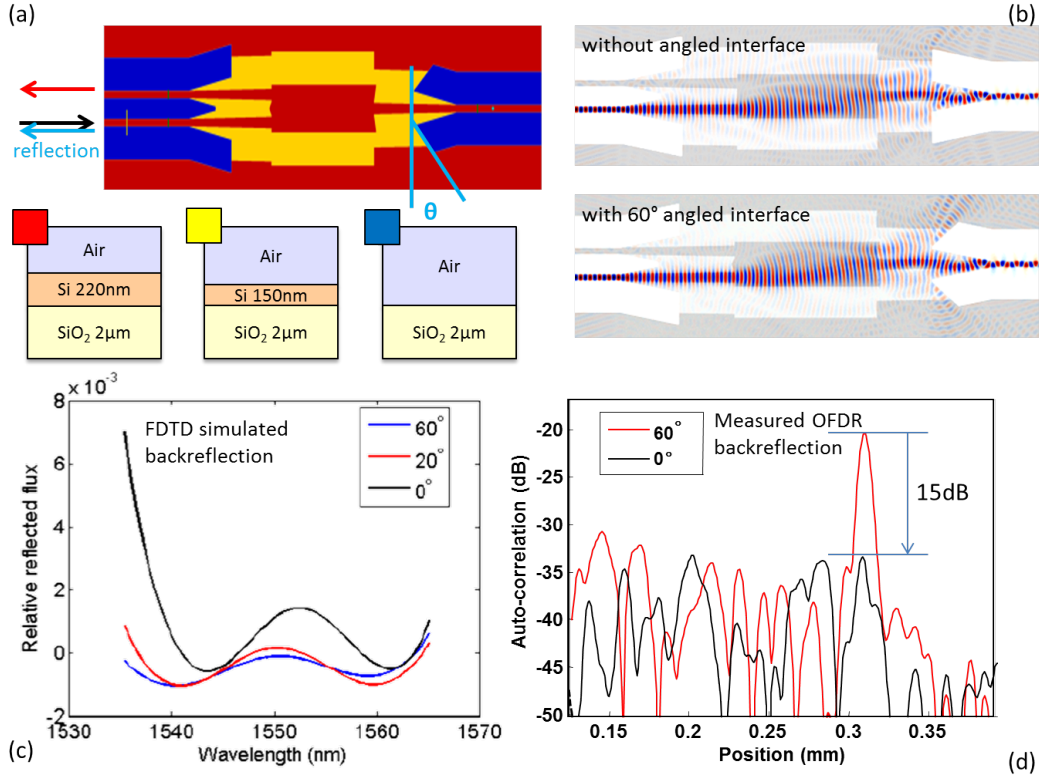 (a)
reflection
θ
Air
Si 220nm
SiO₂ 2μm
Air
Si 150nm
SiO₂ 2μm
Air
SiO₂ 2μm
(b)
without angled interface
with 60° angled interface
8 × 10⁻³
6
4
2
0
-2
FDTD simulated
backreflection
60°
20°
0°
Relative reflected flux
1530
1540
1550
1560
1570
Wavelength (nm)
(c)
-20
-25
-30
-35
-40
-45
-50
60°
0°
Measured OFDR
backreflection
15dB
Auto-correlation (dB)
0.15
0.2
0.25
0.3
0.35
Position (mm)
(d)